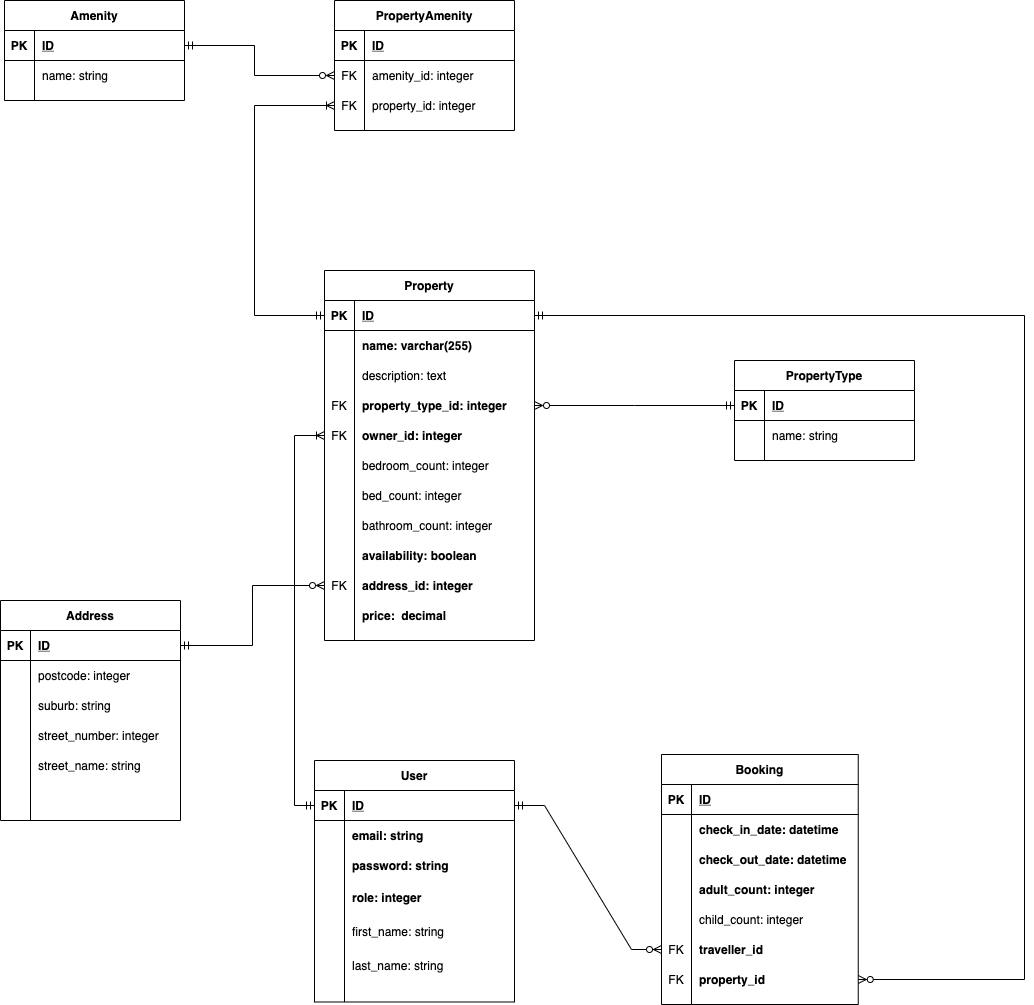 Amenity
PK ID
name: string
PropertyAmenity
PK ID
FK amenity_id: integer
FK property_id: integer
Property
PK ID
name: varchar(255)
description: text
FK property_type_id: integer
FK owner_id: integer
bedroom_count: integer
bed_count: integer
bathroom_count: integer
availability: boolean
FK address_id: integer
price: decimal
PropertyType
PK ID
name: string
Address
PK ID
postcode: integer
suburb: string
street_number: integer
street_name: string
User
PK ID
email: string
password: string
role: integer
first_name: string
last_name: string
Booking
PK ID
check_in_date: datetime
check_out_date: datetime
adult_count: integer
child_count: integer
FK traveller_id
FK property_id